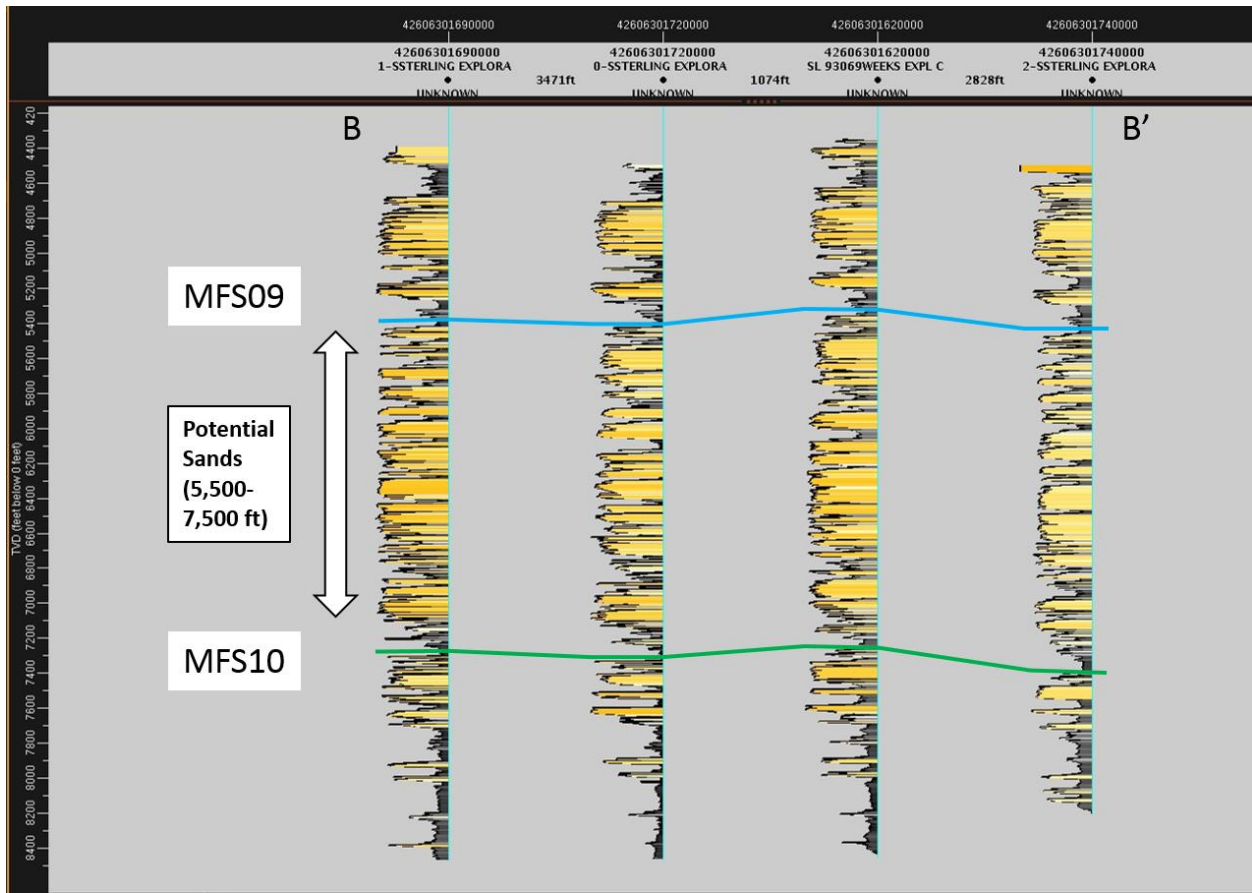 42606301690000 42606301720000 42606301620000 42606301740000
42606301690000 42606301720000 42606301620000 42606301740000
1-SSTERLING EXPLORA 0-SSTERLING EXPLORA SL 93069WEEKS EXPL C 2-SSTERLING EXPLORA
3471ft 1074ft 2828ft
UNKNOWN UNKNOWN UNKNOWN UNKNOWN
B B’
MFS09
Potential
Sands
(5,500-
7,500 ft)
MFS10
TVD (feet below 0 feet)
420
4400
4600
4800
5000
5200
5400
5600
5800
6000
6200
6400
6600
6800
7000
7200
7400
7600
7800
8000
8200
8400